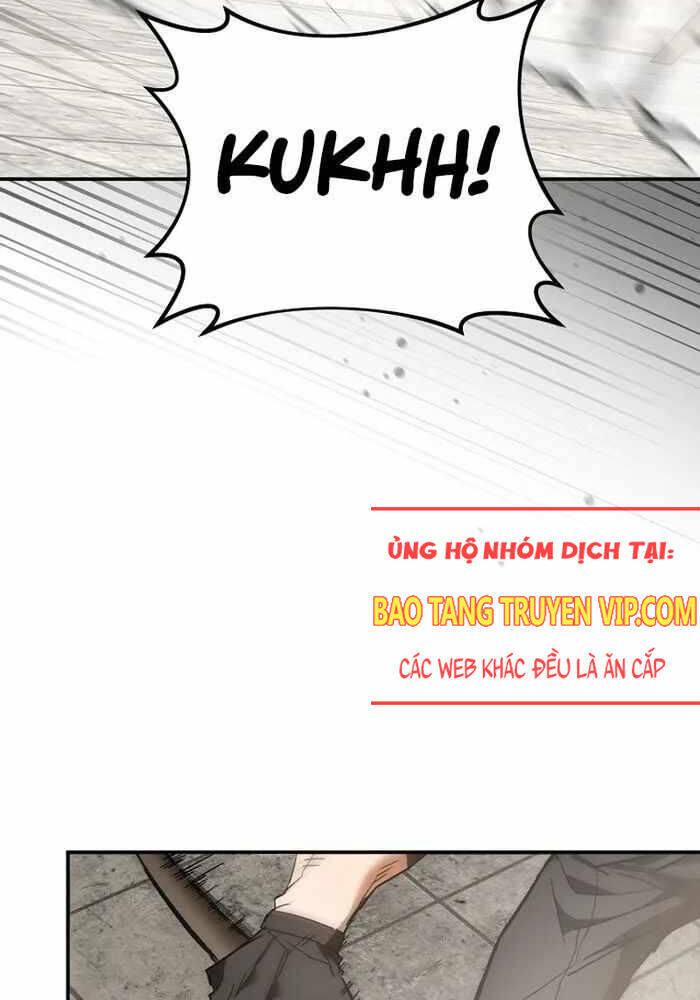 KUKHH!
ỦNG HỘ NHÓM DỊCH TẠI:
BAO TANG TRUYEN VIP.COM
CÁC WEB KHÁC ĐỀU LÀ ĂN CẮP